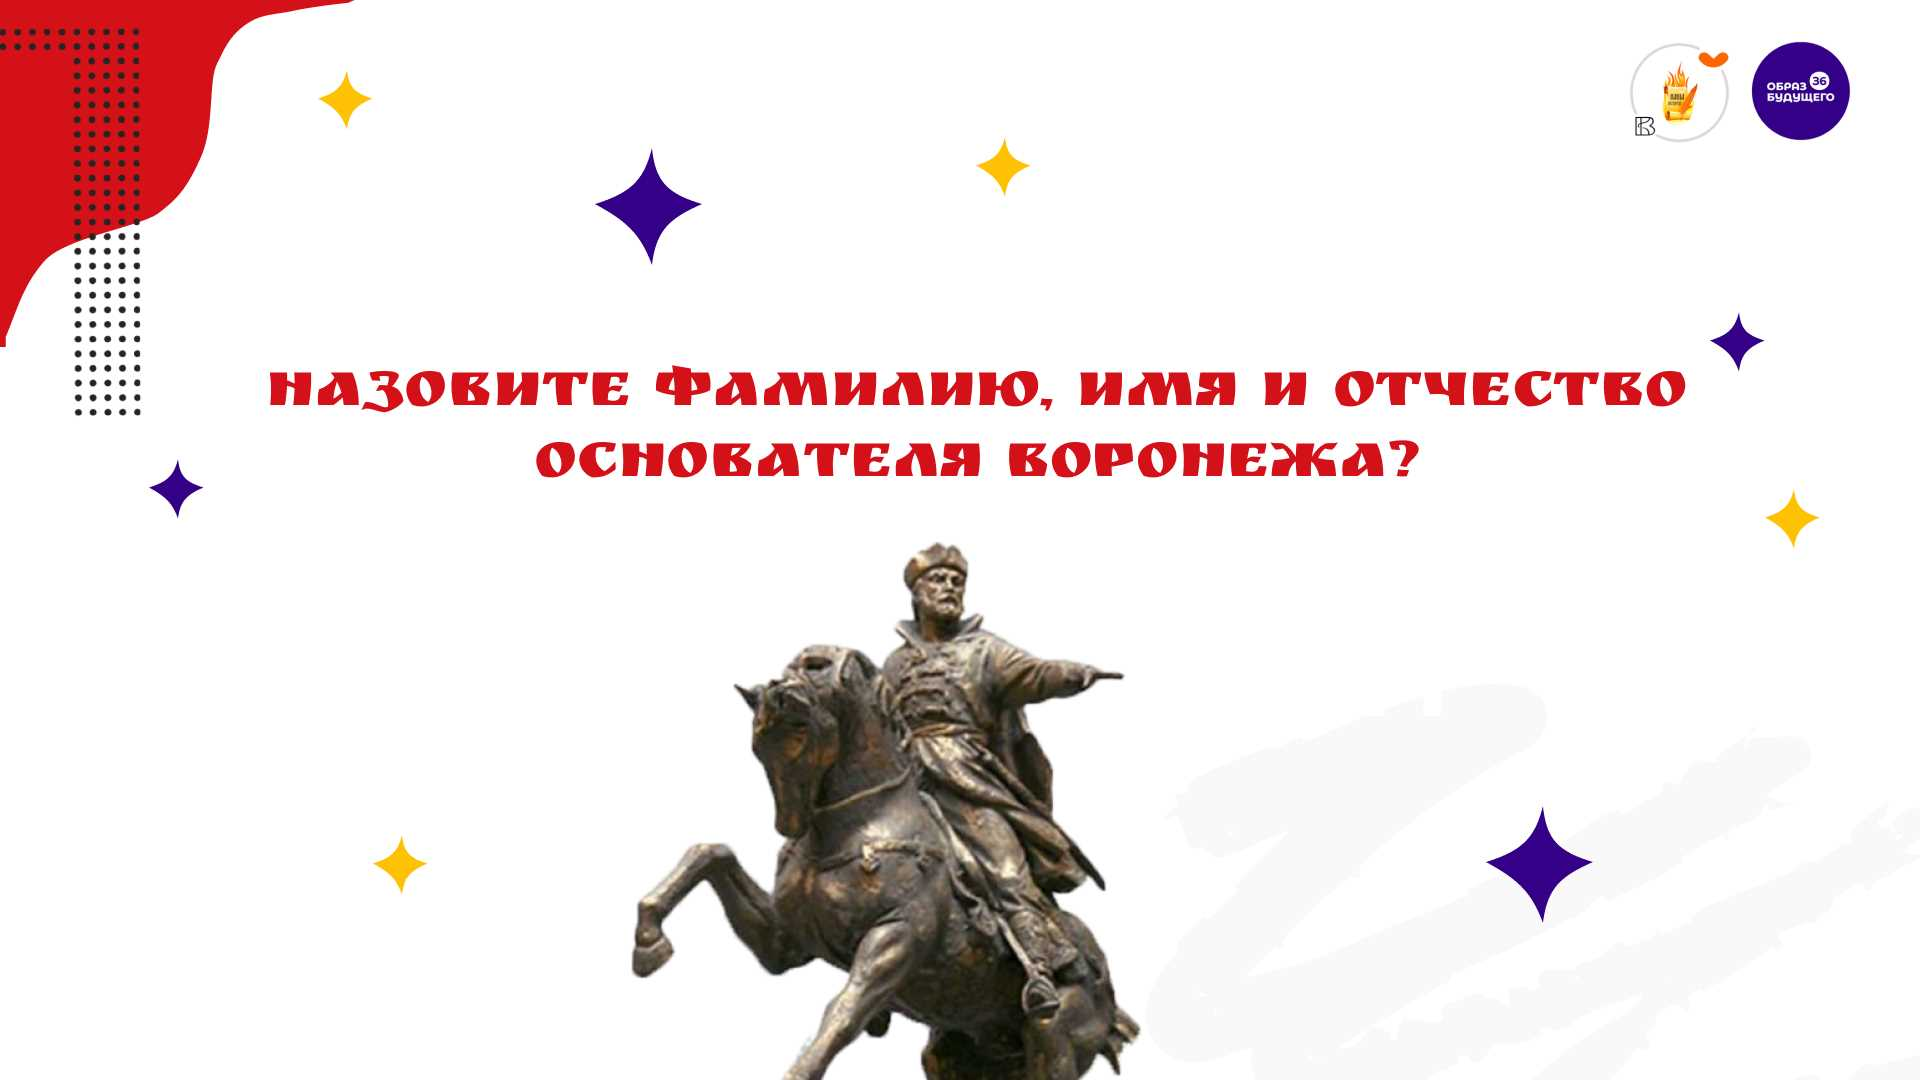 ОБРАЗ 36
БУДУЩЕГО
НАЗОВИТЕ ФАМИЛИЮ, ИМЯ И ОТЧЕСТВО
ОСНОВАТЕЛЯ ВОРОНЕЖА?